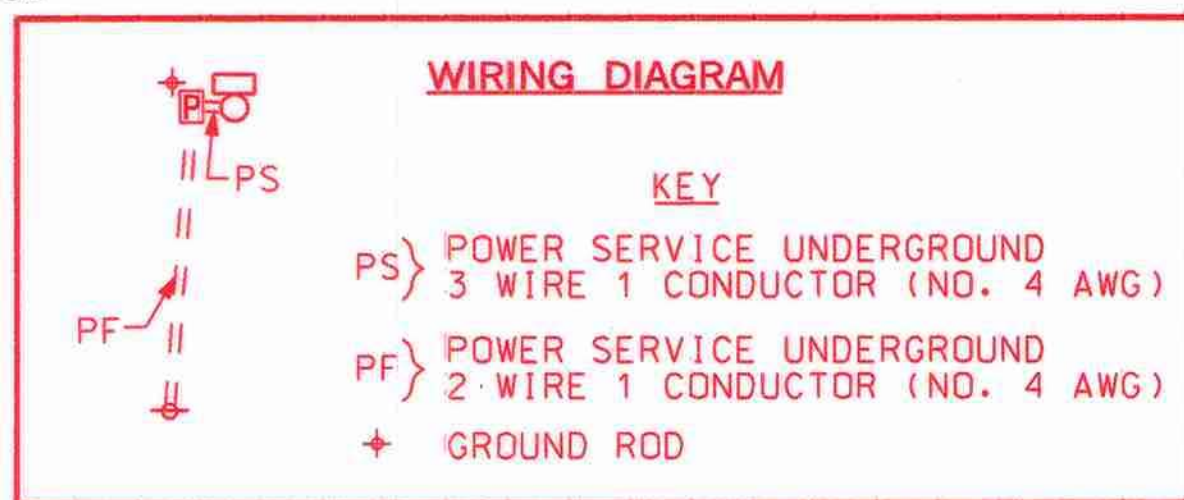 WIRING DIAGRAM
P
PS
PF
KEY
PS} POWER SERVICE UNDERGROUND
3 WIRE 1 CONDUCTOR (NO. 4 AWG)
PF} POWER SERVICE UNDERGROUND
2 WIRE 1 CONDUCTOR (NO. 4 AWG)
GROUND ROD